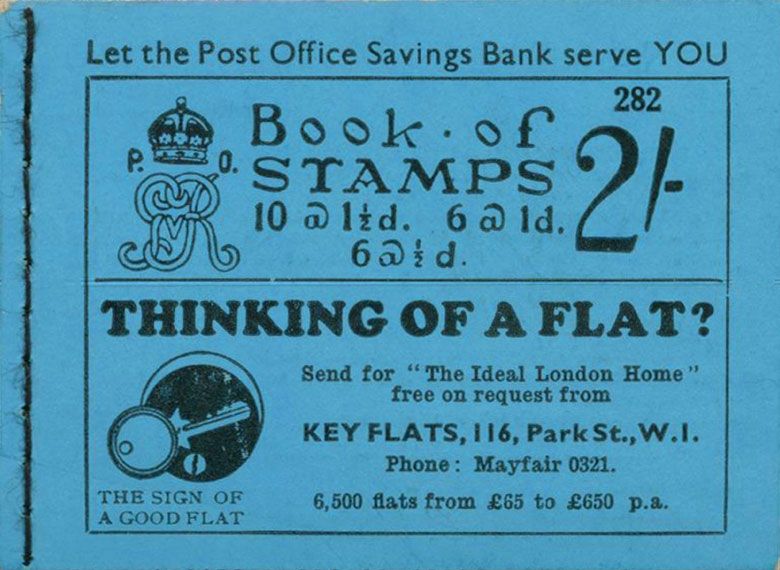 Let the Post Office Savings Bank serve YOU
282
P. O.
Book · of
STAMPS
2/-
10 @ 1½d. 6 @ 1d.
6 @ ½d.
THINKING OF A FLAT?
Send for "The Ideal London Home"
free on request from
KEY FLATS, 116, Park St., W.1.
Phone: Mayfair 0321.
6,500 flats from £65 to £650 p.a.
THE SIGN OF
A GOOD FLAT